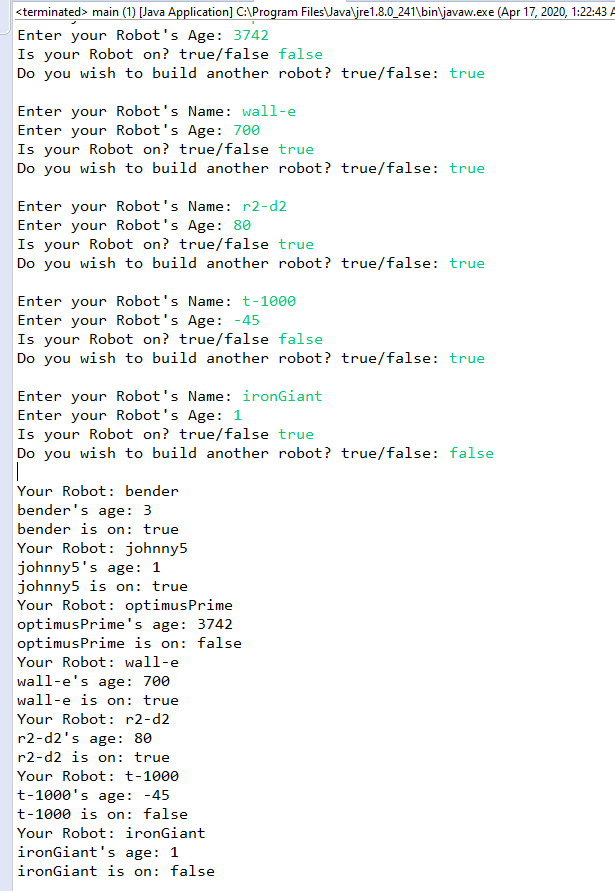 <terminated> main (1) [Java Application] C:\Program Files\Java\jre1.8.0_241\bin\javaw.exe (Apr 17, 2020, 1:22:43 A
Enter your Robot's Age: 3742
Is your Robot on? true/false false
Do you wish to build another robot? true/false: true
Enter your Robot's Name: wall-e
Enter your Robot's Age: 700
Is your Robot on? true/false true
Do you wish to build another robot? true/false: true
Enter your Robot's Name: r2-d2
Enter your Robot's Age: 80
Is your Robot on? true/false true
Do you wish to build another robot? true/false: true
Enter your Robot's Name: t-1000
Enter your Robot's Age: -45
Is your Robot on? true/false false
Do you wish to build another robot? true/false: true
Enter your Robot's Name: ironGiant
Enter your Robot's Age: 1
Is your Robot on? true/false true
Do you wish to build another robot? true/false: false
Your Robot: bender
bender's age: 3
bender is on: true
Your Robot: johnny5
johnny5's age: 1
johnny5 is on: true
Your Robot: optimusPrime
optimusPrime's age: 3742
optimusPrime is on: false
Your Robot: wall-e
wall-e's age: 700
wall-e is on: true
Your Robot: r2-d2
r2-d2's age: 80
r2-d2 is on: true
Your Robot: t-1000
t-1000's age: -45
t-1000 is on: false
Your Robot: ironGiant
ironGiant's age: 1
ironGiant is on: false